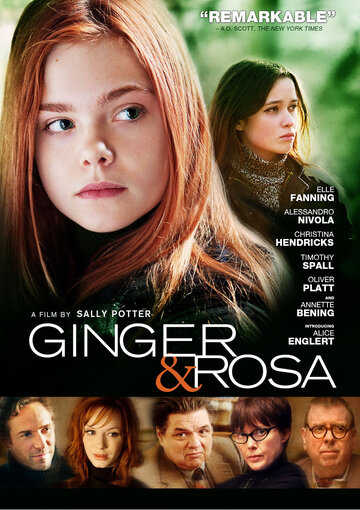 “REMARKABLE”
– A.O. SCOTT, THE NEW YORK TIMES
ELLE
FANNING
ALESSANDRO
NIVOLA
CHRISTINA
HENDRICKS
TIMOTHY
SPALL
OLIVER
PLATT
AND
ANNETTE
BENING
INTRODUCING
ALICE
ENGLERT
A FILM BY SALLY POTTER
GINGER
& ROSA